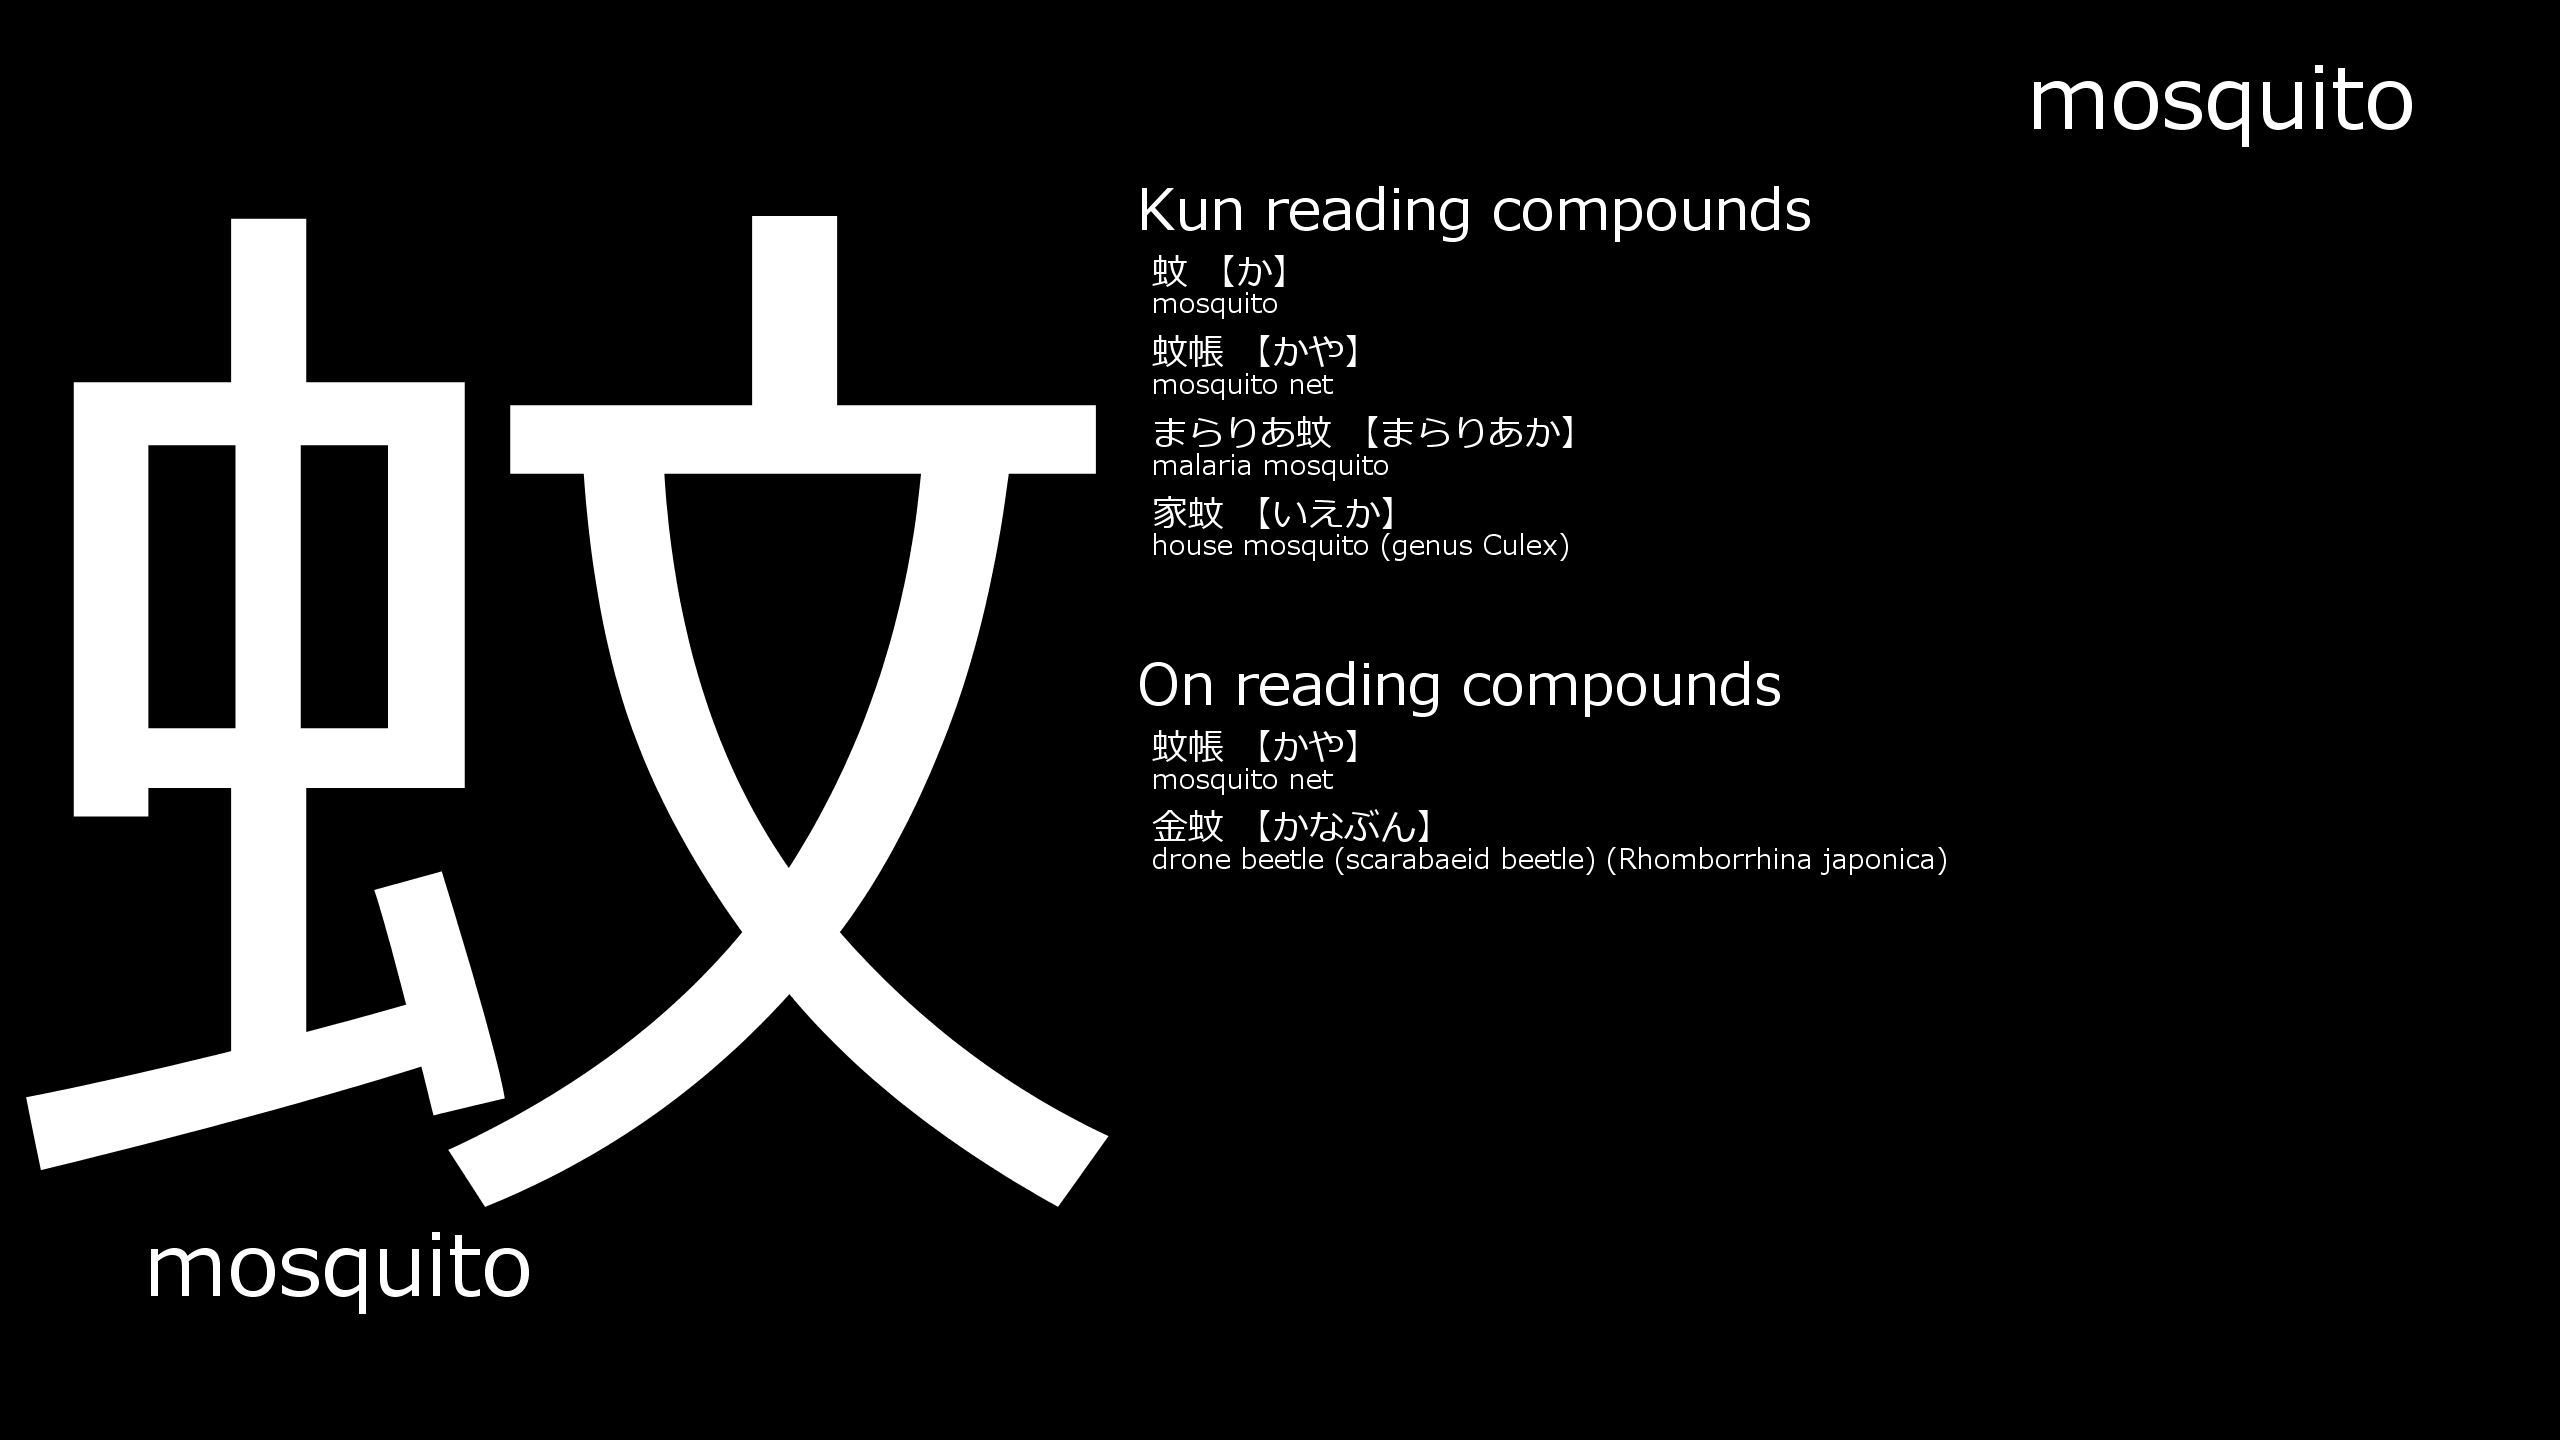 mosquito
蚊
mosquito
Kun reading compounds
蚊 【か】
mosquito
蚊帳 【かや】
mosquito net
まらりあ蚊 【まらりあか】
malaria mosquito
家蚊 【いえか】
house mosquito (genus Culex)
On reading compounds
蚊帳 【かや】
mosquito net
金蚊 【かなぶん】
drone beetle (scarabaeid beetle) (Rhomborrhina japonica)